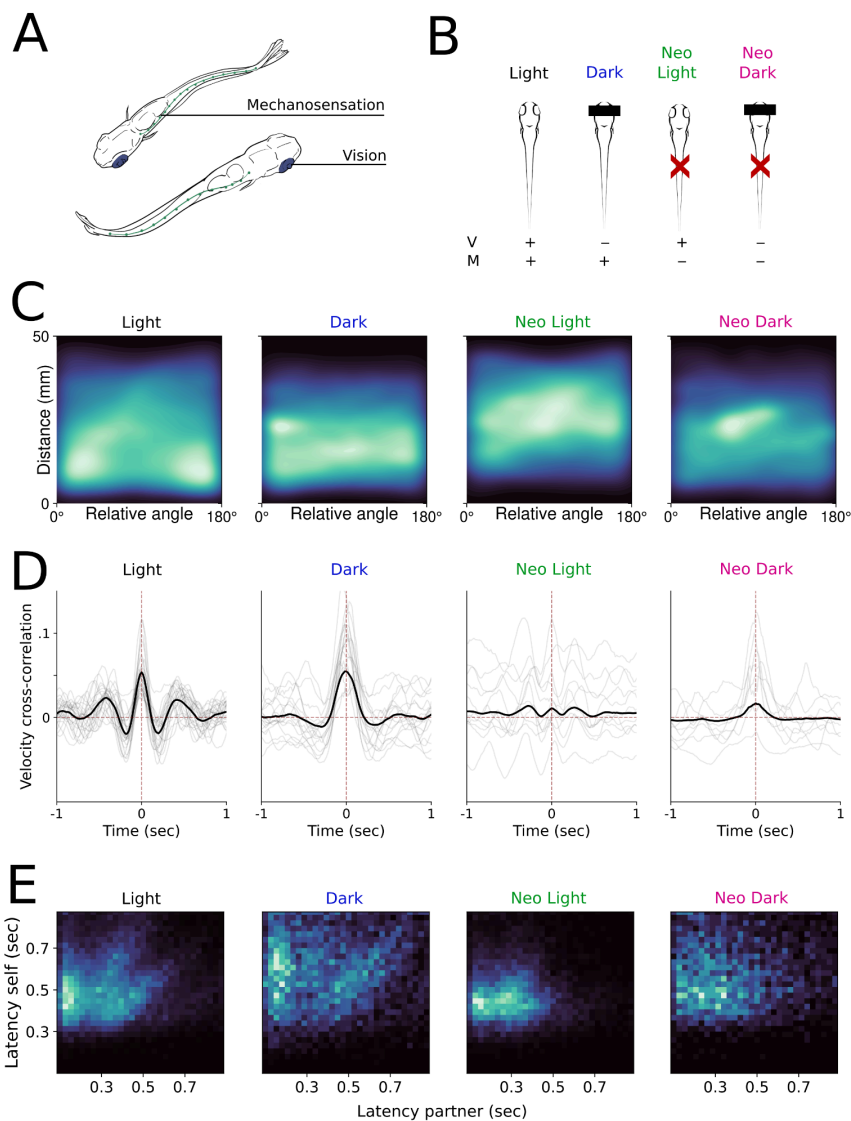 A
Mechanosensation
Vision
B
Light
Dark
Neo
Light
Neo
Dark
V + – + –
M + + – –
C
Light
Dark
Neo Light
Neo Dark
Distance (mm)
50
0
0° Relative angle 180°
0° Relative angle 180°
0° Relative angle 180°
0° Relative angle 180°
D
Light
Dark
Neo Light
Neo Dark
Velocity cross-correlation
.1
0
-1 0 1
-1 0 1
-1 0 1
-1 0 1
Time (sec)
Time (sec)
Time (sec)
Time (sec)
E
Light
Dark
Neo Light
Neo Dark
Latency self (sec)
0.7
0.5
0.3
0.3 0.5 0.7
0.3 0.5 0.7
0.3 0.5 0.7
0.3 0.5 0.7
Latency partner (sec)